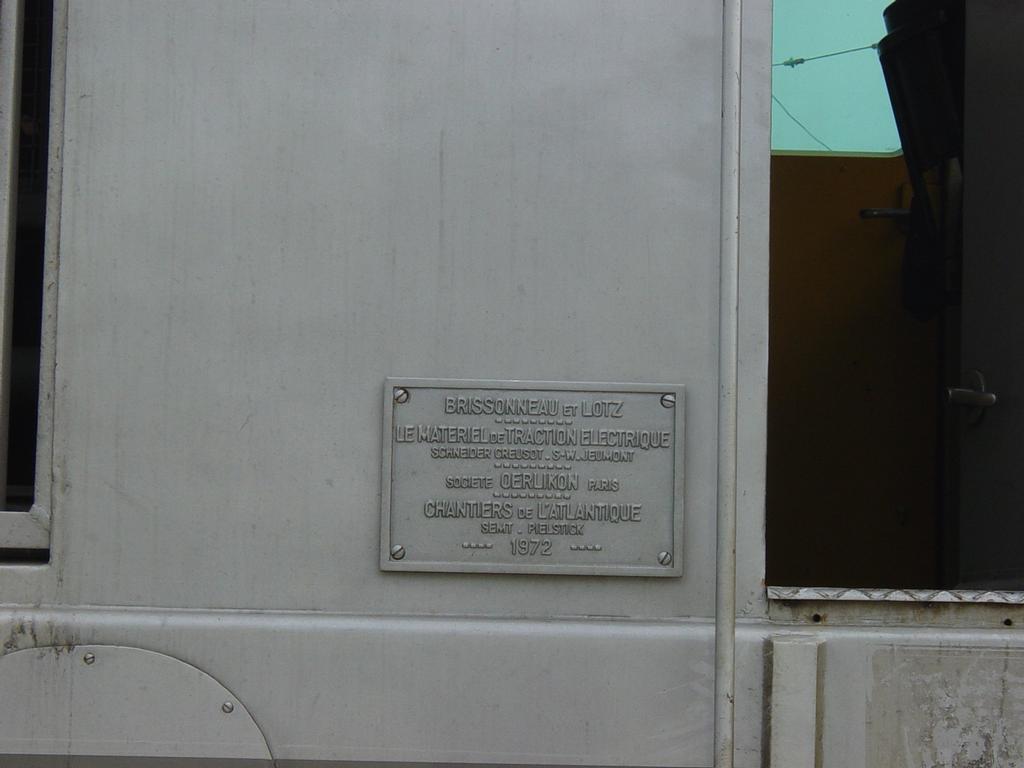 BRISSONNEAU ET LOTZ
LE MATERIEL DE TRACTION ELECTRIQUE
SCHNEIDER CREUSOT . S-W. JEUMONT
SOCIETE OERLIKON PARIS
CHANTIERS DE L'ATLANTIQUE
SEMT . PIELSTICK
1972